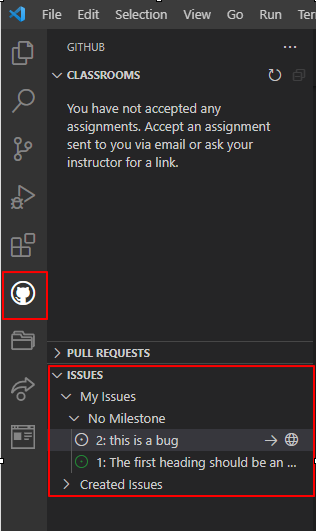 File Edit Selection View Go Run Ter
GITHUB
CLASSROOMS
You have not accepted any
assignments. Accept an assignment
sent to you via email or ask your
instructor for a link.
PULL REQUESTS
ISSUES
My Issues
No Milestone
2: this is a bug
1: The first heading should be an ...
Created Issues